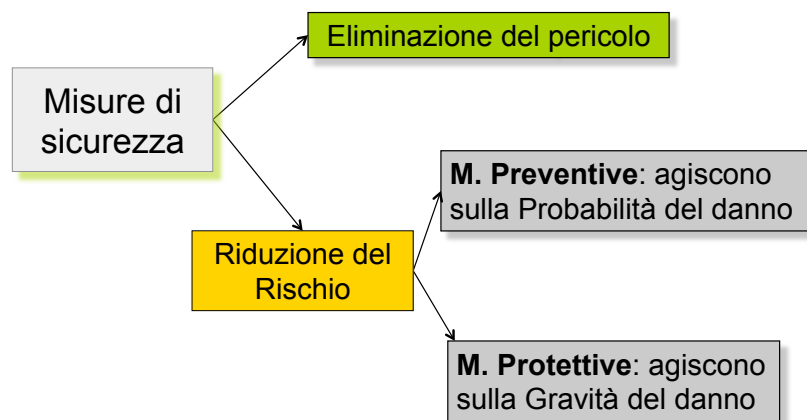 Eliminazione del pericolo
Misure di
sicurezza
M. Preventive: agiscono
sulla Probabilità del danno
Riduzione del
Rischio
M. Protettive: agiscono
sulla Gravità del danno